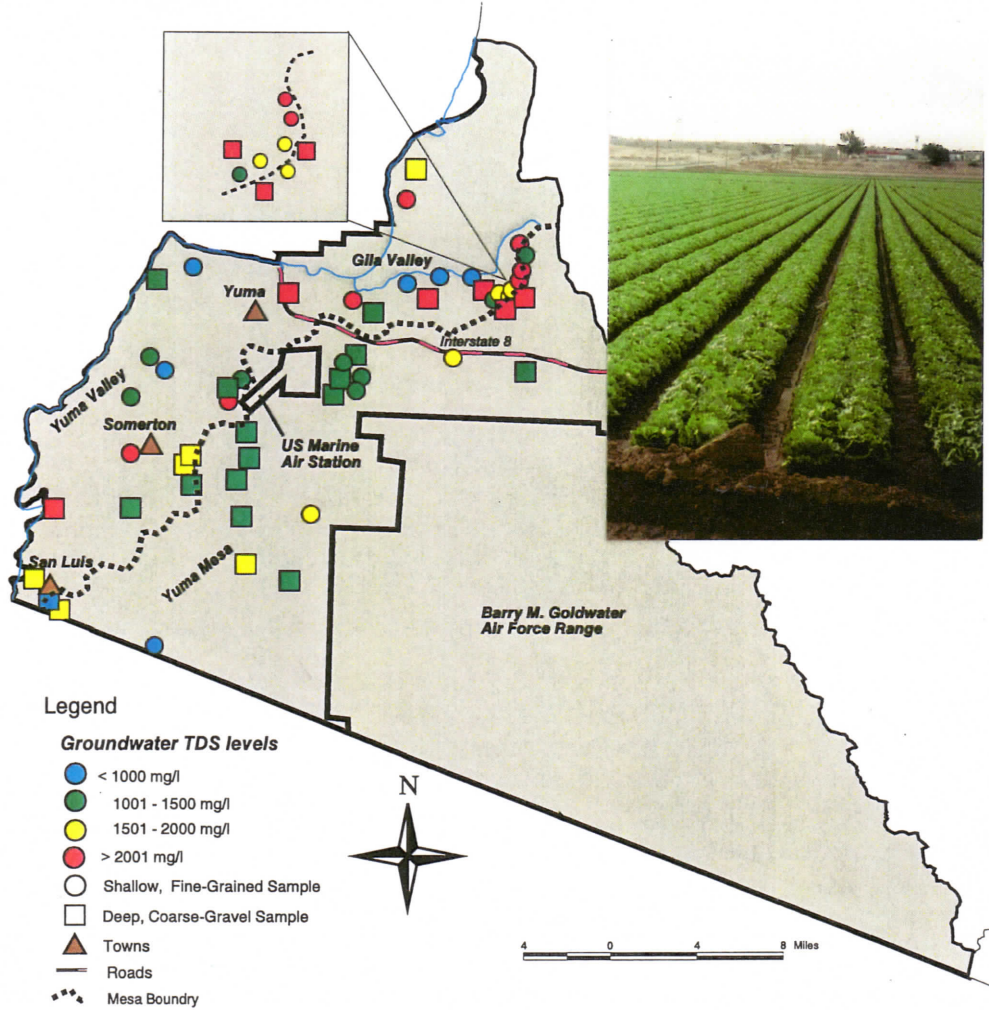 Gila Valley
Yuma
Interstate 8
Yuma Valley
Somerton
US Marine
Air Station
San Luis
Yuma Mesa
Barry M. Goldwater
Air Force Range
Legend
Groundwater TDS levels
< 1000 mg/l
1001 - 1500 mg/l
1501 - 2000 mg/l
> 2001 mg/l
Shallow, Fine-Grained Sample
Deep, Coarse-Gravel Sample
Towns
Roads
Mesa Boundry
N
4 0 4 8 Miles